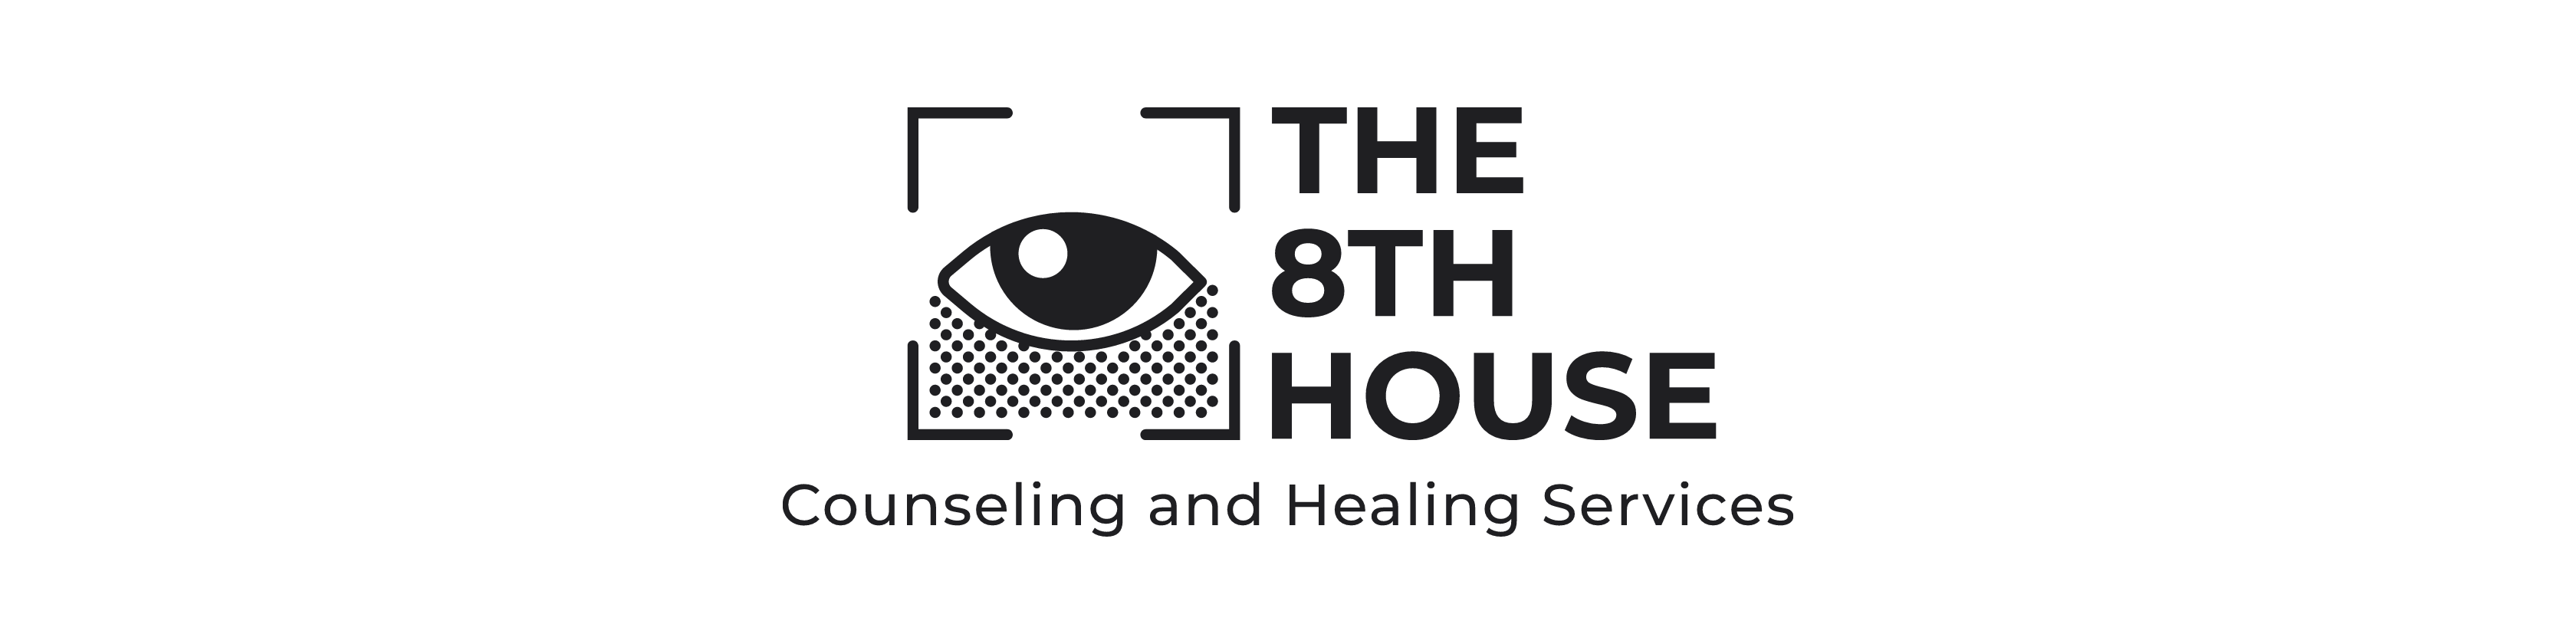 THE
8TH
HOUSE
Counseling and Healing Services